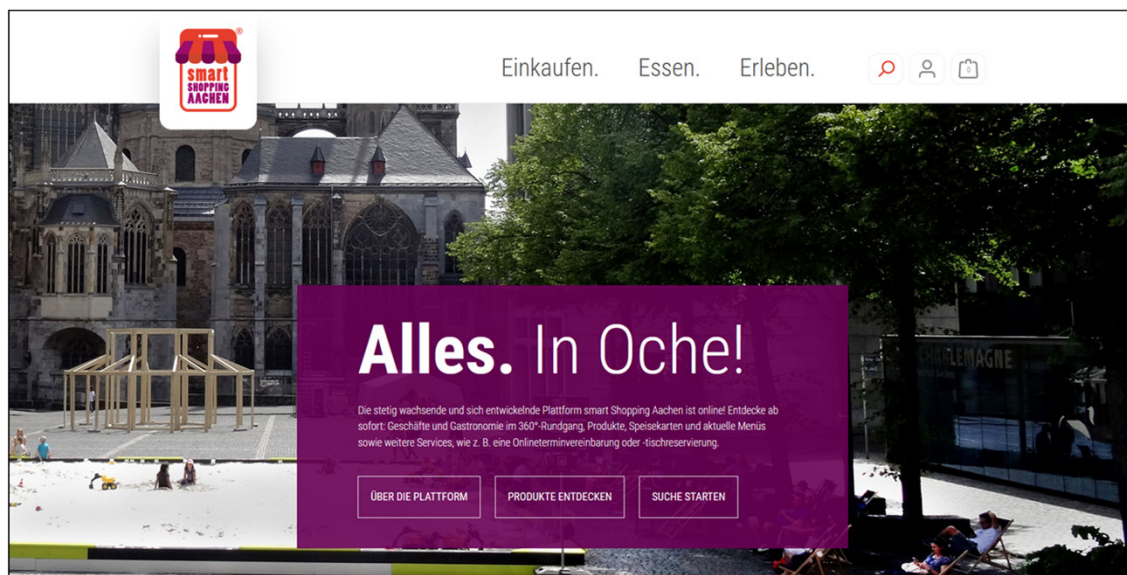 smart
SHOPPING
AACHEN
®
Einkaufen. Essen. Erleben.
0
Alles. In Oche!
Die stetig wachsende und sich entwickelnde Plattform smart Shopping Aachen ist online! Entdecke ab
sofort: Geschäfte und Gastronomie im 360°-Rundgang, Produkte, Speisekarten und aktuelle Menüs
sowie weitere Services, wie z. B. eine Onlineterminvereinbarung oder -tischreservierung.
ÜBER DIE PLATTFORM PRODUKTE ENTDECKEN SUCHE STARTEN
CHARLEMAGNE